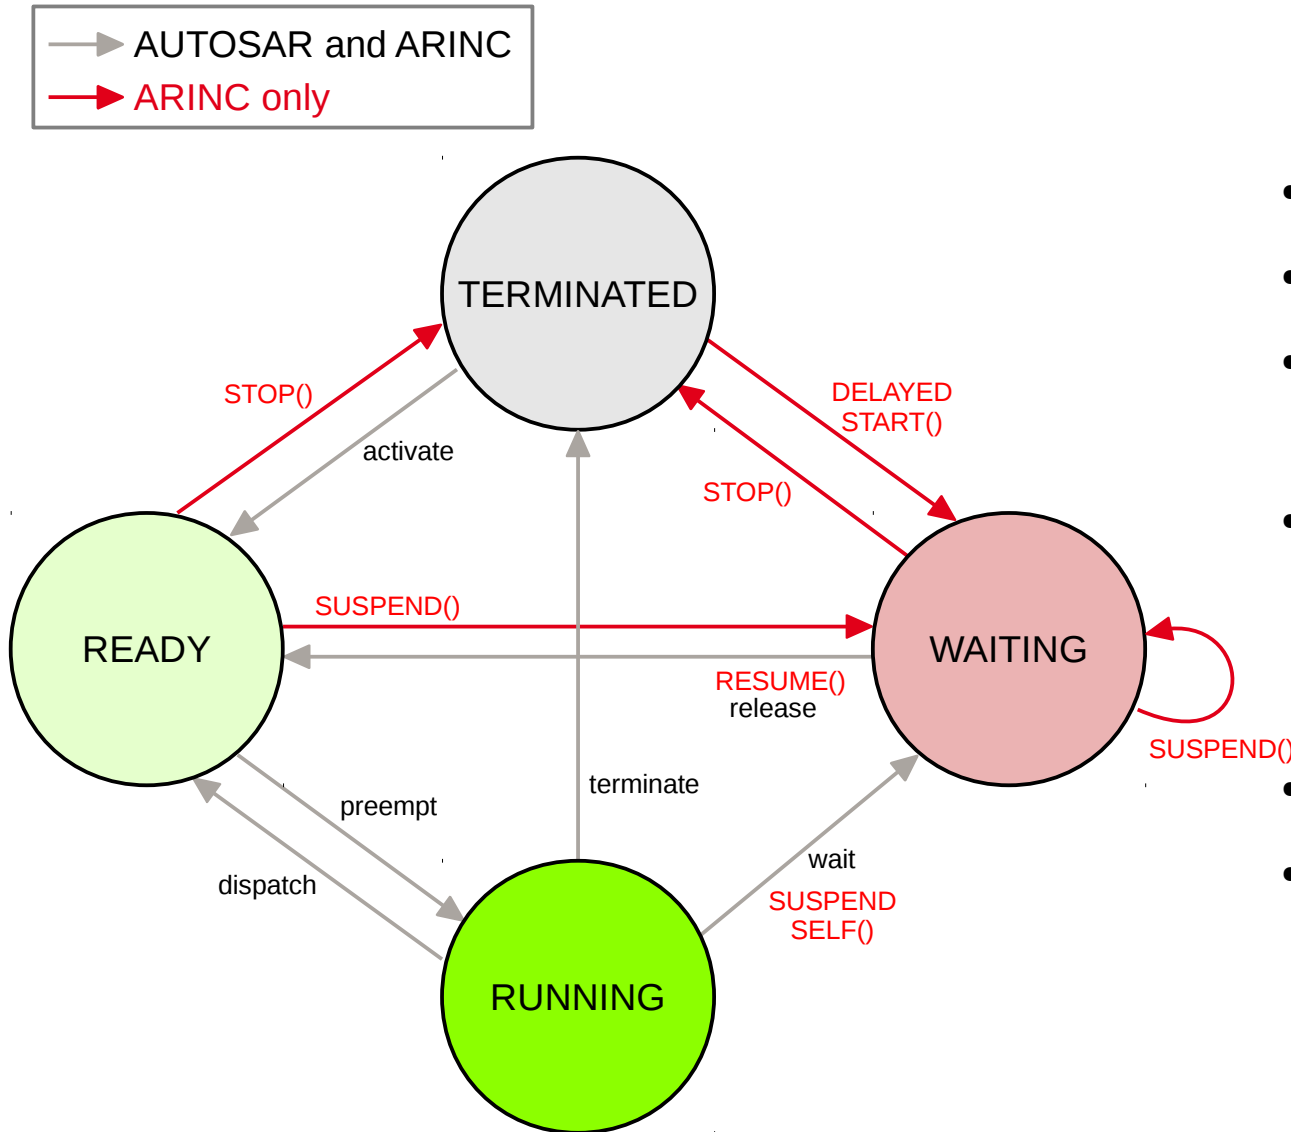 AUTOSAR and ARINC
ARINC only
TERMINATED
STOP()
DELAYED
START()
activate
STOP()
SUSPEND()
READY
WAITING
RESUME()
release
SUSPEND()
terminate
preempt
wait
dispatch
SUSPEND
SELF()
RUNNING